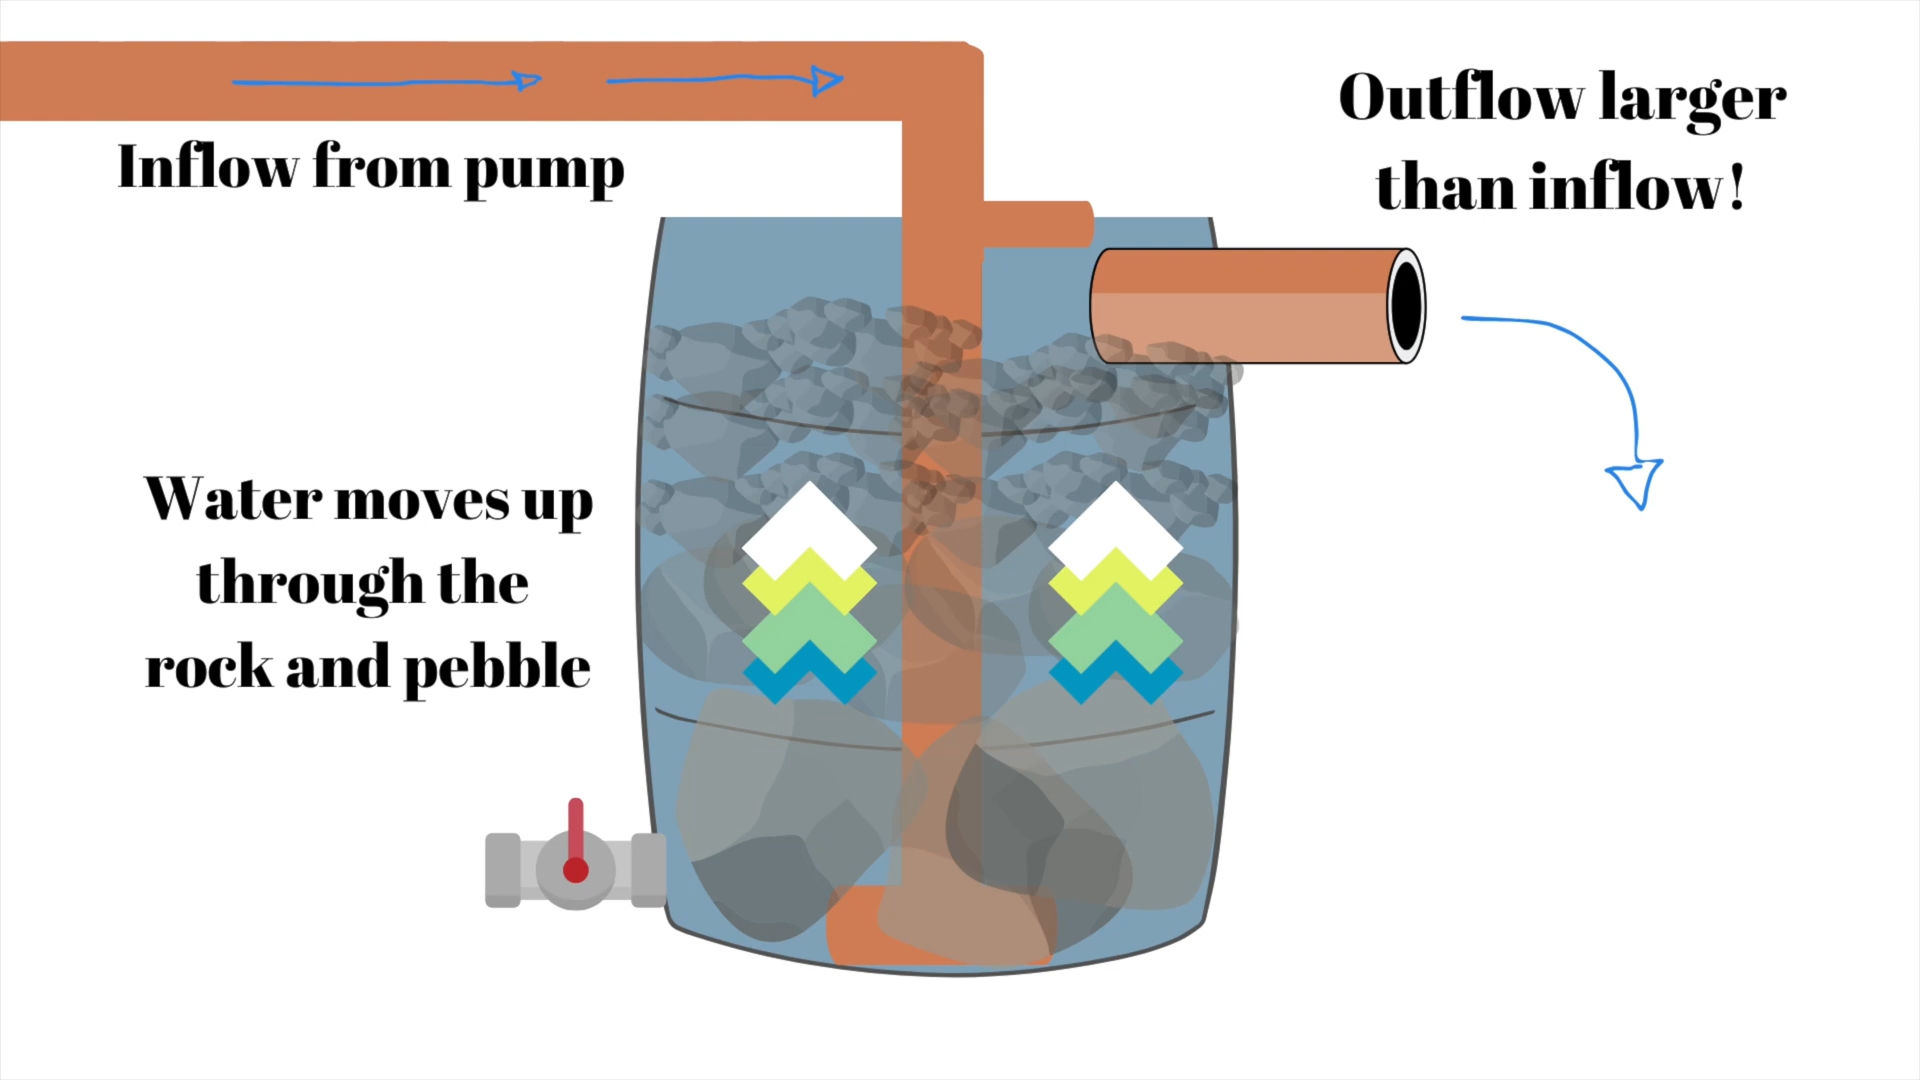 Inflow from pump
Outflow larger
than inflow!
Water moves up
through the
rock and pebble